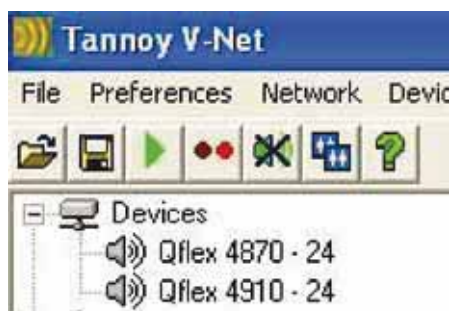 Tannoy V-Net
File Preferences Network
Devices
Qflex 4870 - 24
Qflex 4910 - 24